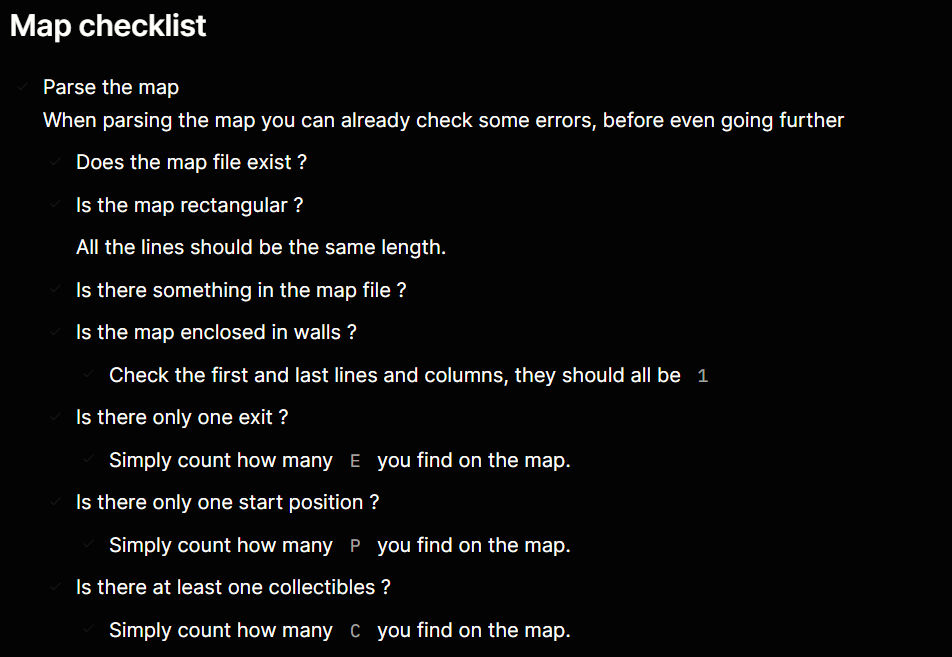 Map checklist
Parse the map
When parsing the map you can already check some errors, before even going further
Does the map file exist ?
Is the map rectangular ?
All the lines should be the same length.
Is there something in the map file ?
Is the map enclosed in walls ?
Check the first and last lines and columns, they should all be 1
Is there only one exit ?
Simply count how many E you find on the map.
Is there only one start position ?
Simply count how many P you find on the map.
Is there at least one collectibles ?
Simply count how many C you find on the map.